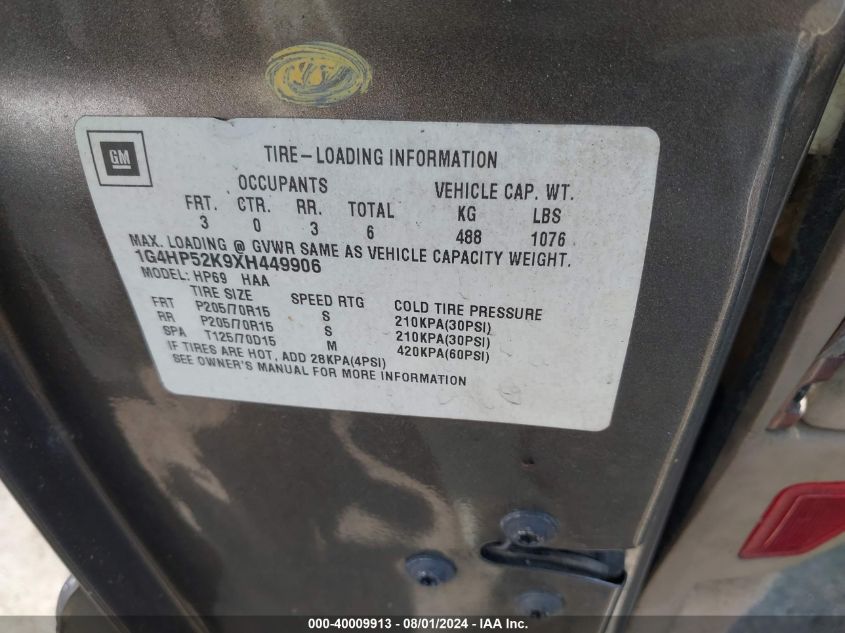 GM
TIRE-LOADING INFORMATION
OCCUPANTS VEHICLE CAP. WT.
FRT. CTR. RR. TOTAL KG LBS
3 0 3 6 488 1076
MAX. LOADING @ GVWR SAME AS VEHICLE CAPACITY WEIGHT.
1G4HP52K9XH449906
MODEL: HP69 HAA
TIRE SIZE SPEED RTG COLD TIRE PRESSURE
FRT P205/70R15 S 210KPA(30PSI)
RR P205/70R15 S 210KPA(30PSI)
SPA T125/70D15 M 420KPA(60PSI)
IF TIRES ARE HOT, ADD 28KPA(4PSI)
SEE OWNER'S MANUAL FOR MORE INFORMATION
000-40009913 - 08/01/2024 - IAA Inc.